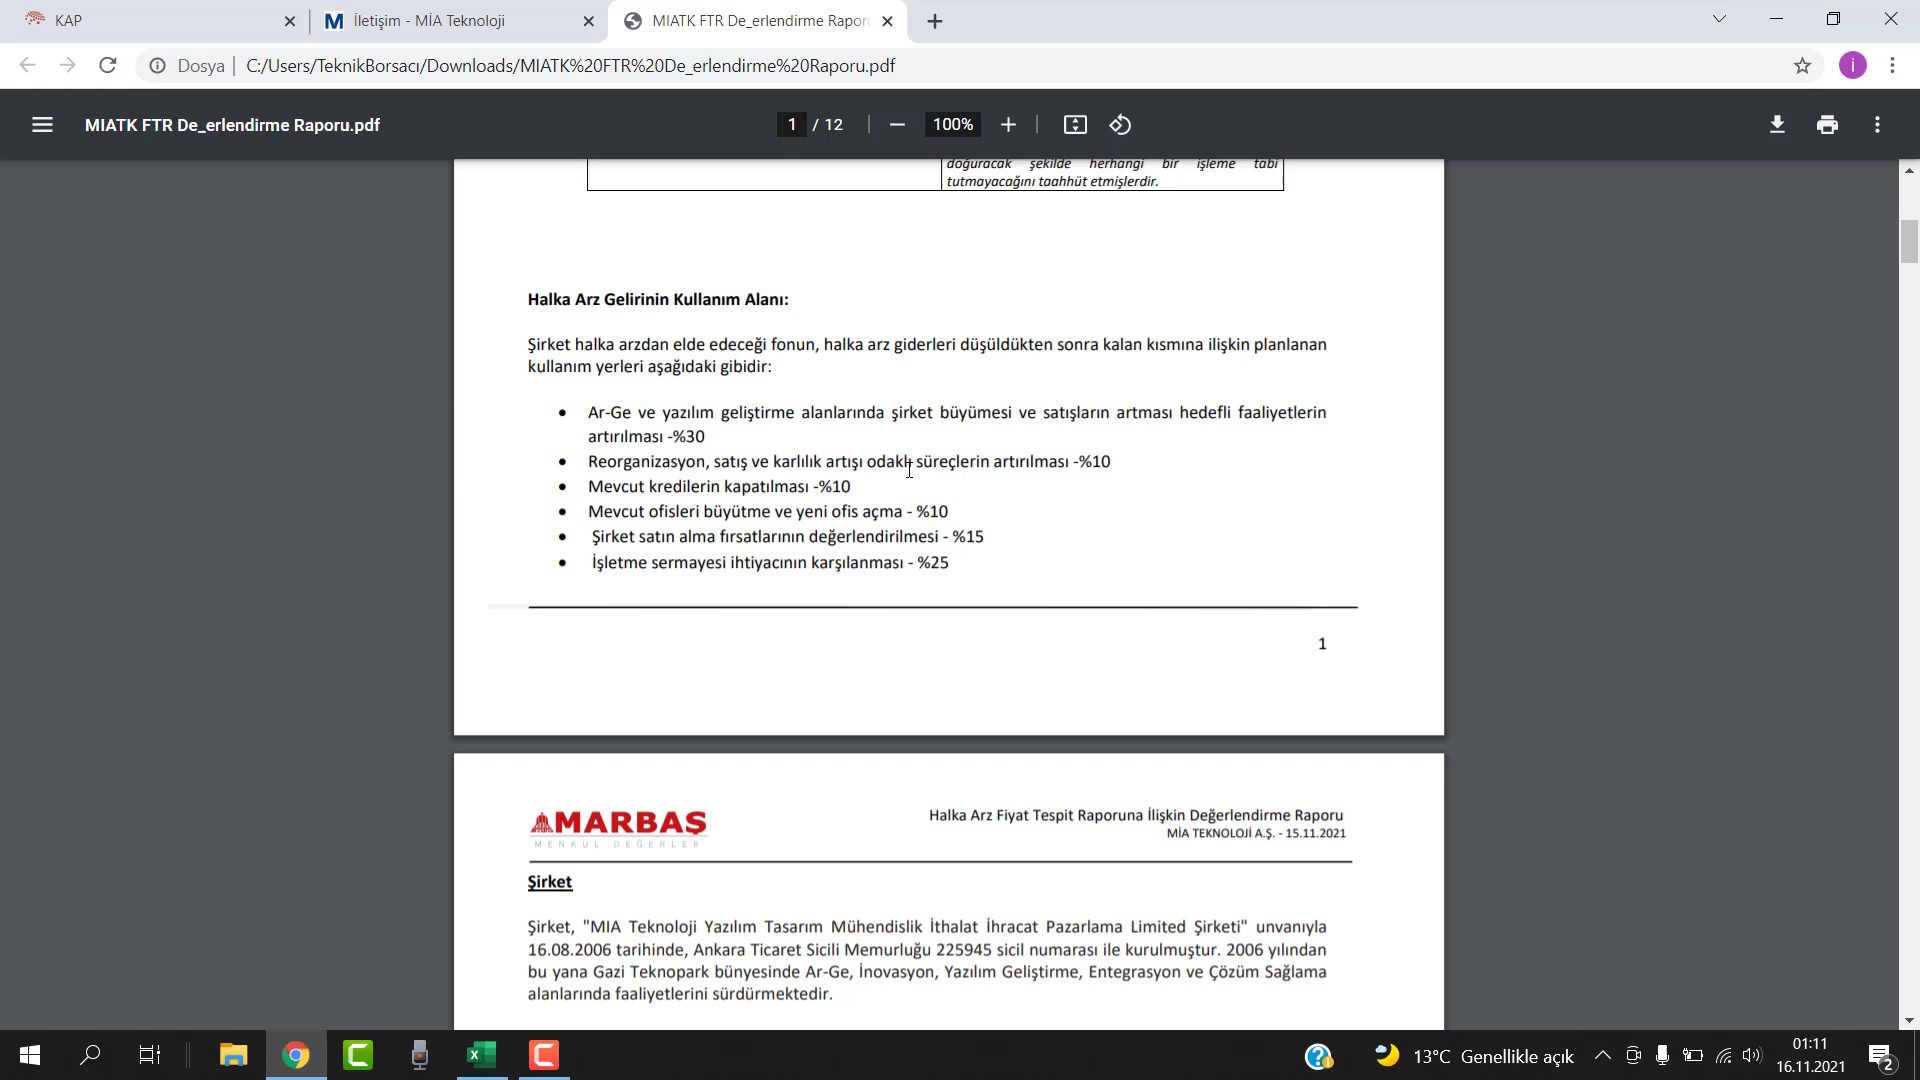 KAP
İletişim - MİA Teknoloji
MIATK FTR De_erlendirme Raporu
Dosya
C:/Users/TeknikBorsacı/Downloads/MIATK%20FTR%20De_erlendirme%20Raporu.pdf
i
MIATK FTR De_erlendirme Raporu.pdf
1 / 12
100%
doğuracak şekilde herhangi bir işleme tabi
tutmayacağını taahhüt etmişlerdir.
Halka Arz Gelirinin Kullanım Alanı:
Şirket halka arzdan elde edeceği fonun, halka arz giderleri düşüldükten sonra kalan kısmına ilişkin planlanan
kullanım yerleri aşağıdaki gibidir:
• Ar-Ge ve yazılım geliştirme alanlarında şirket büyümesi ve satışların artması hedefli faaliyetlerin
artırılması -%30
• Reorganizasyon, satış ve karlılık artışı odaklı süreçlerin artırılması -%10
• Mevcut kredilerin kapatılması -%10
• Mevcut ofisleri büyütme ve yeni ofis açma - %10
• Şirket satın alma fırsatlarının değerlendirilmesi - %15
• İşletme sermayesi ihtiyacının karşılanması - %25
1
MARBAŞ
MENKUL DEĞERLER
Halka Arz Fiyat Tespit Raporuna İlişkin Değerlendirme Raporu
MİA TEKNOLOJİ A.Ş. - 15.11.2021
Şirket
Şirket, "MIA Teknoloji Yazılım Tasarım Mühendislik İthalat İhracat Pazarlama Limited Şirketi" unvanıyla
16.08.2006 tarihinde, Ankara Ticaret Sicili Memurluğu 225945 sicil numarası ile kurulmuştur. 2006 yılından
bu yana Gazi Teknopark bünyesinde Ar-Ge, İnovasyon, Yazılım Geliştirme, Entegrasyon ve Çözüm Sağlama
alanlarında faaliyetlerini sürdürmektedir.
13°C Genellikle açık
01:11
16.11.2021
2